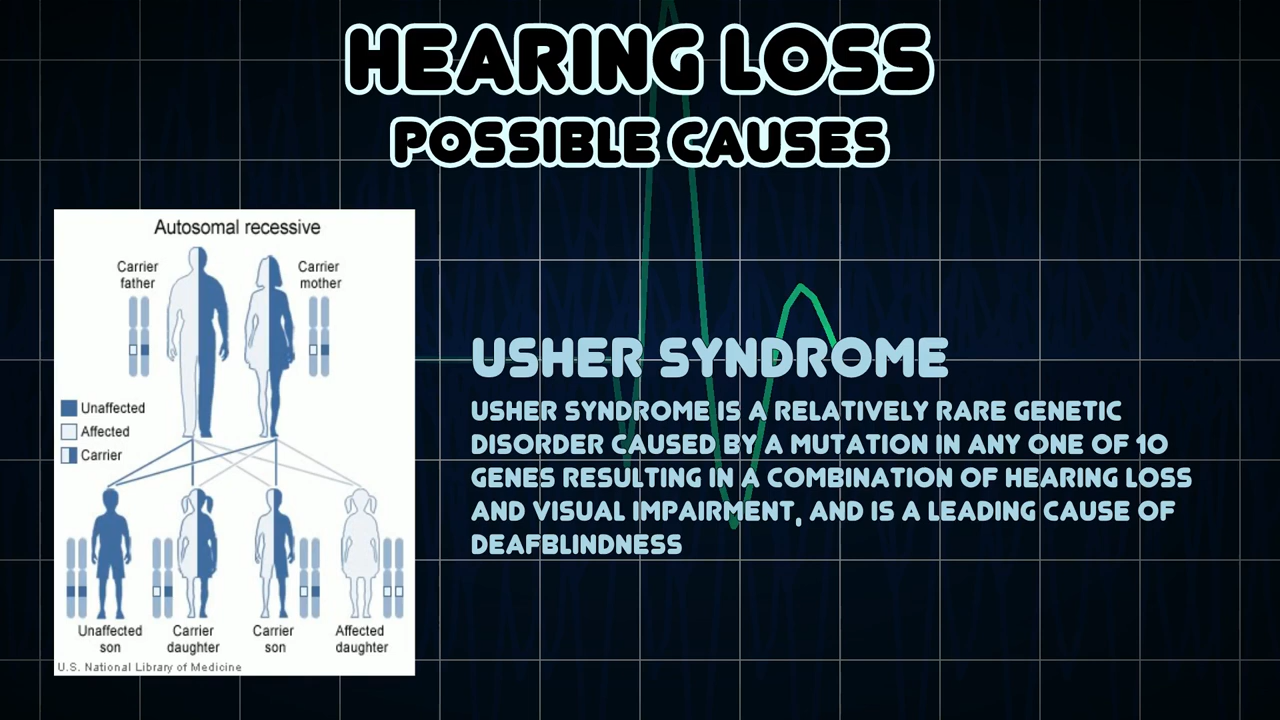 HEARING LOSS
POSSIBLE CAUSES
Autosomal recessive
Carrier
father
Carrier
mother
Unaffected
Affected
Carrier
Unaffected
son
Carrier
daughter
Carrier
son
Affected
daughter
U.S. National Library of Medicine
USHER SYNDROME
USHER SYNDROME IS A RELATIVELY RARE GENETIC
DISORDER CAUSED BY A MUTATION IN ANY ONE OF 10
GENES RESULTING IN A COMBINATION OF HEARING LOSS
AND VISUAL IMPAIRMENT, AND IS A LEADING CAUSE OF
DEAFBLINDNESS